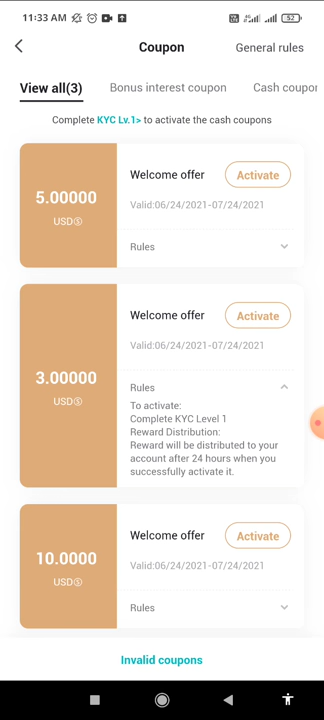 11:33 AM
52
Coupon
General rules
View all(3)
Bonus interest coupon
Cash coupon
Complete KYC Lv.1> to activate the cash coupons
5.00000
USDⓈ
Welcome offer
Activate
Valid:06/24/2021-07/24/2021
Rules
3.00000
USDⓈ
Welcome offer
Activate
Valid:06/24/2021-07/24/2021
Rules
To activate:
Complete KYC Level 1
Reward Distribution:
Reward will be distributed to your
account after 24 hours when you
successfully activate it.
10.0000
USDⓈ
Welcome offer
Activate
Valid:06/24/2021-07/24/2021
Rules
Invalid coupons